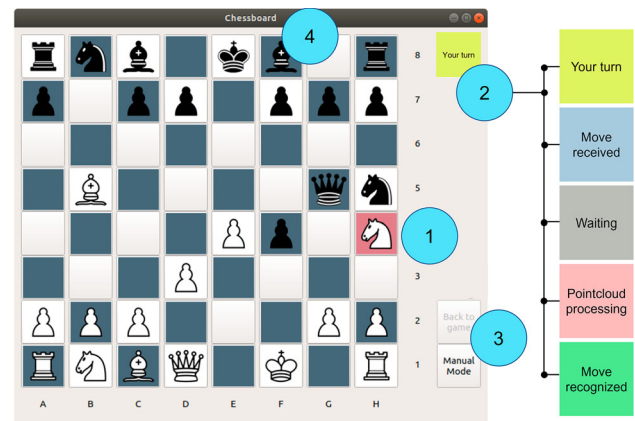 Chessboard
4
8
Your turn
Your turn
2
7
Move
received
6
5
Waiting
1
3
Pointcloud
processing
2
Back to
game
3
1
Manual
Mode
Move
recognized
A B C D E F G H